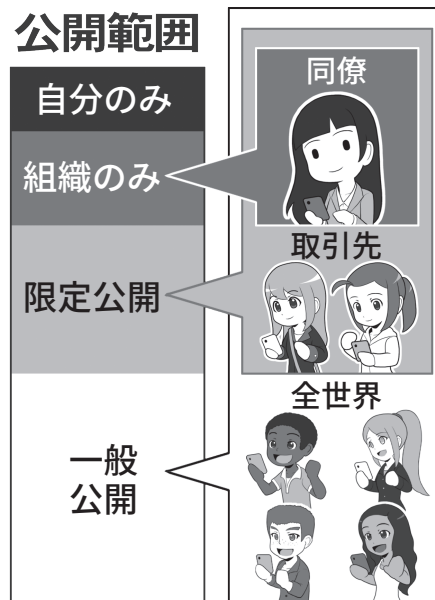 公開範囲
自分のみ
組織のみ
限定公開
一般
公開
同僚
取引先
全世界